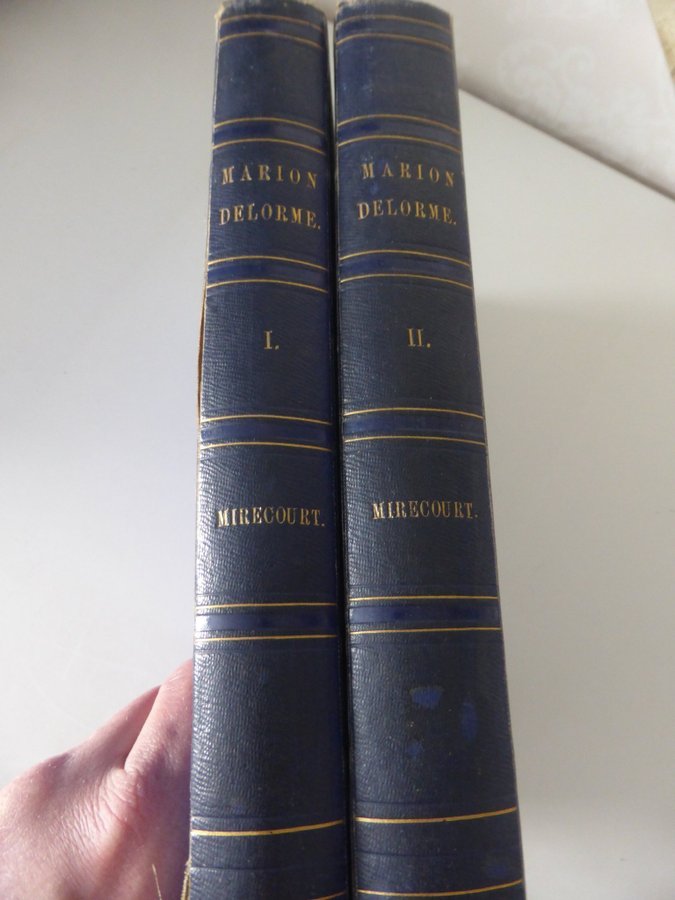 MARION
DELORME.
I.
MIRECOURT.
MARION
DELORME.
II.
MIRECOURT.